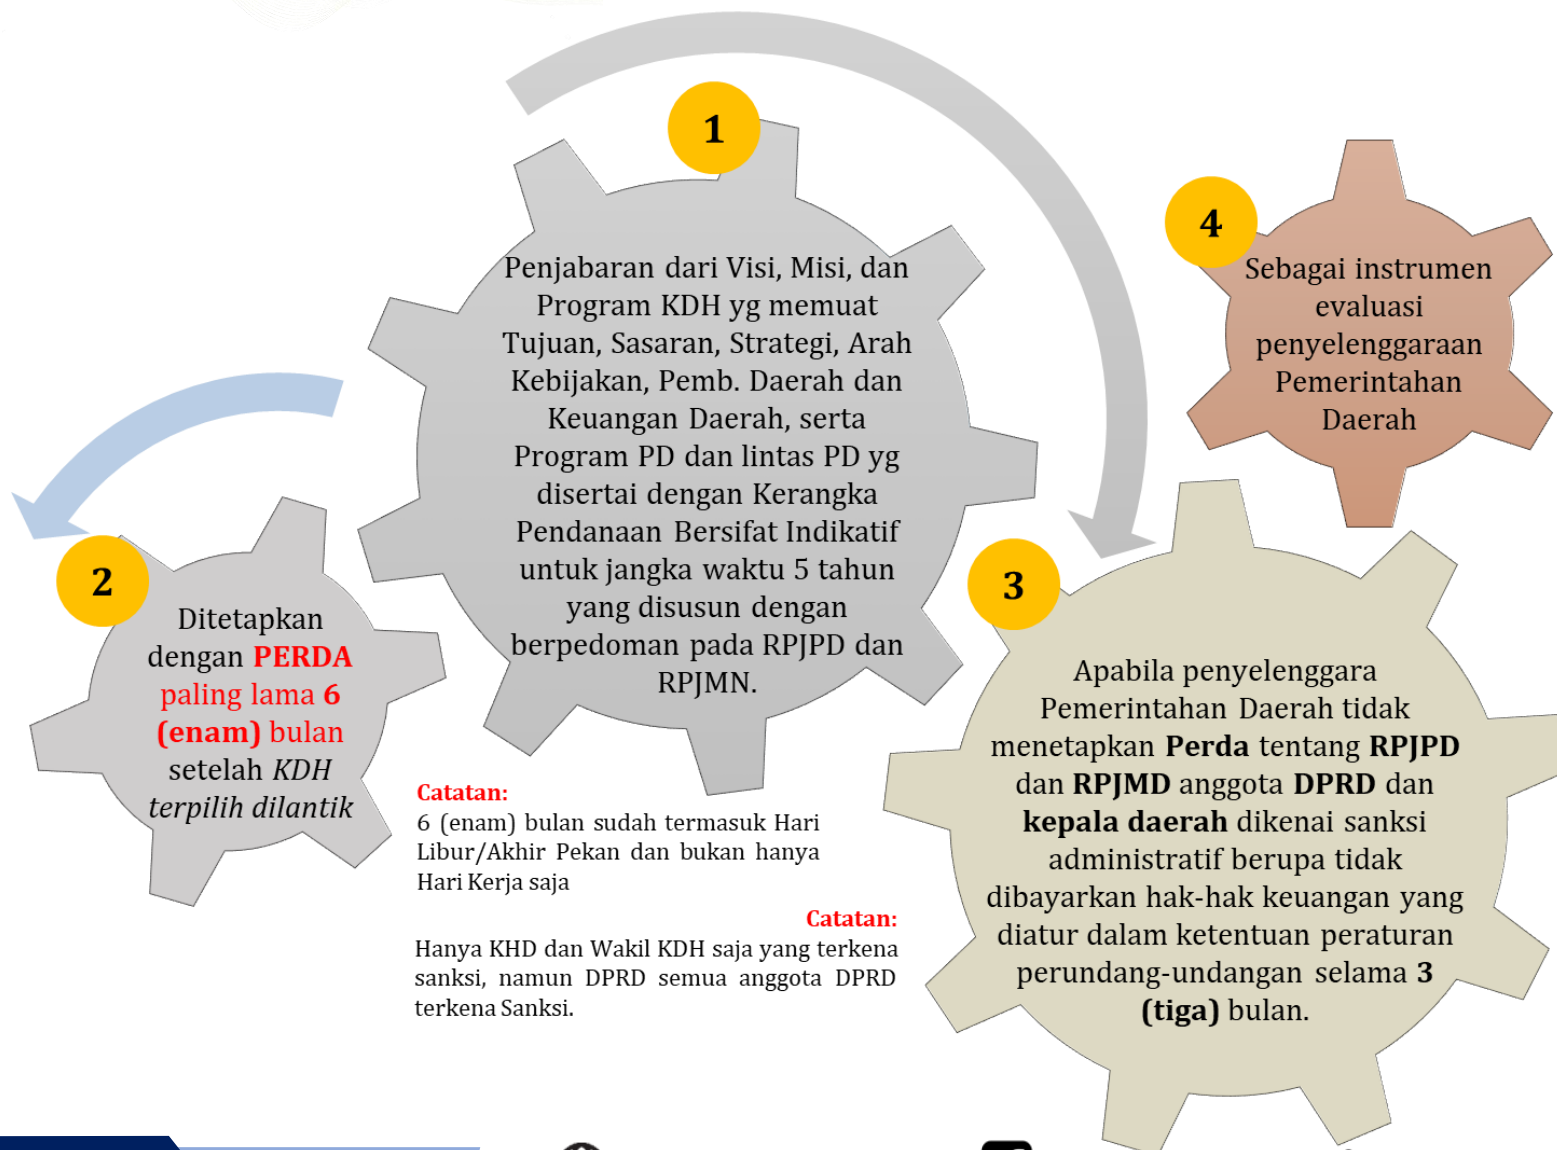 1
Penjabaran dari Visi, Misi, dan
Program KDH yg memuat
Tujuan, Sasaran, Strategi, Arah
Kebijakan, Pemb. Daerah dan
Keuangan Daerah, serta
Program PD dan lintas PD yg
disertai dengan Kerangka
Pendanaan Bersifat Indikatif
untuk jangka waktu 5 tahun
yang disusun dengan
berpedoman pada RPJPD dan
RPJMN.
2
Ditetapkan
dengan PERDA
paling lama 6
(enam) bulan
setelah KDH
terpilih dilantik
Catatan:
6 (enam) bulan sudah termasuk Hari
Libur/Akhir Pekan dan bukan hanya
Hari Kerja saja
Catatan:
Hanya KHD dan Wakil KDH saja yang terkena
sanksi, namun DPRD semua anggota DPRD
terkena Sanksi.
3
Apabila penyelenggara
Pemerintahan Daerah tidak
menetapkan Perda tentang RPJPD
dan RPJMD anggota DPRD dan
kepala daerah dikenai sanksi
administratif berupa tidak
dibayarkan hak-hak keuangan yang
diatur dalam ketentuan peraturan
perundang-undangan selama 3
(tiga) bulan.
4
Sebagai instrumen
evaluasi
penyelenggaraan
Pemerintahan
Daerah